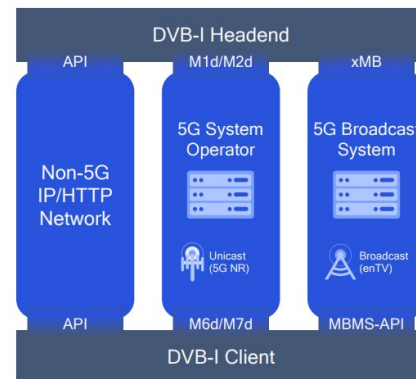 DVB-I Headend
API
M1d/M2d
xMB
Non-5G
IP/HTTP
Network
5G System
Operator
Unicast
(5G NR)
5G Broadcast
System
Broadcast
(enTV)
API
M6d/M7d
MBMS-API
DVB-I Client